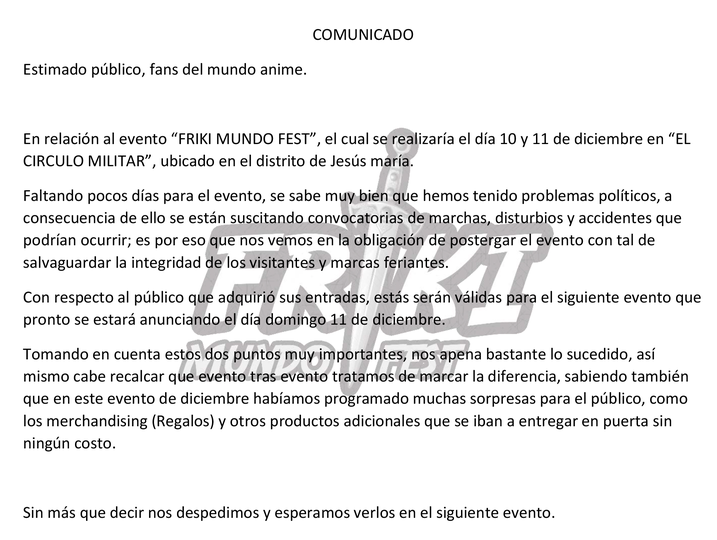 COMUNICADO
Estimado público, fans del mundo anime.
En relación al evento “FRIKI MUNDO FEST”, el cual se realizaría el día 10 y 11 de diciembre en “EL
CIRCULO MILITAR”, ubicado en el distrito de Jesús maría.
Faltando pocos días para el evento, se sabe muy bien que hemos tenido problemas políticos, a
consecuencia de ello se están suscitando convocatorias de marchas, disturbios y accidentes que
podrían ocurrir; es por eso que nos vemos en la obligación de postergar el evento con tal de
salvaguardar la integridad de los visitantes y marcas feriantes.
Con respecto al público que adquirió sus entradas, estás serán válidas para el siguiente evento que
pronto se estará anunciando el día domingo 11 de diciembre.
Tomando en cuenta estos dos puntos muy importantes, nos apena bastante lo sucedido, así
mismo cabe recalcar que evento tras evento tratamos de marcar la diferencia, sabiendo también
que en este evento de diciembre habíamos programado muchas sorpresas para el público, como
los merchandising (Regalos) y otros productos adicionales que se iban a entregar en puerta sin
ningún costo.
Sin más que decir nos despedimos y esperamos verlos en el siguiente evento.
FRIKI
MUNDO FEST